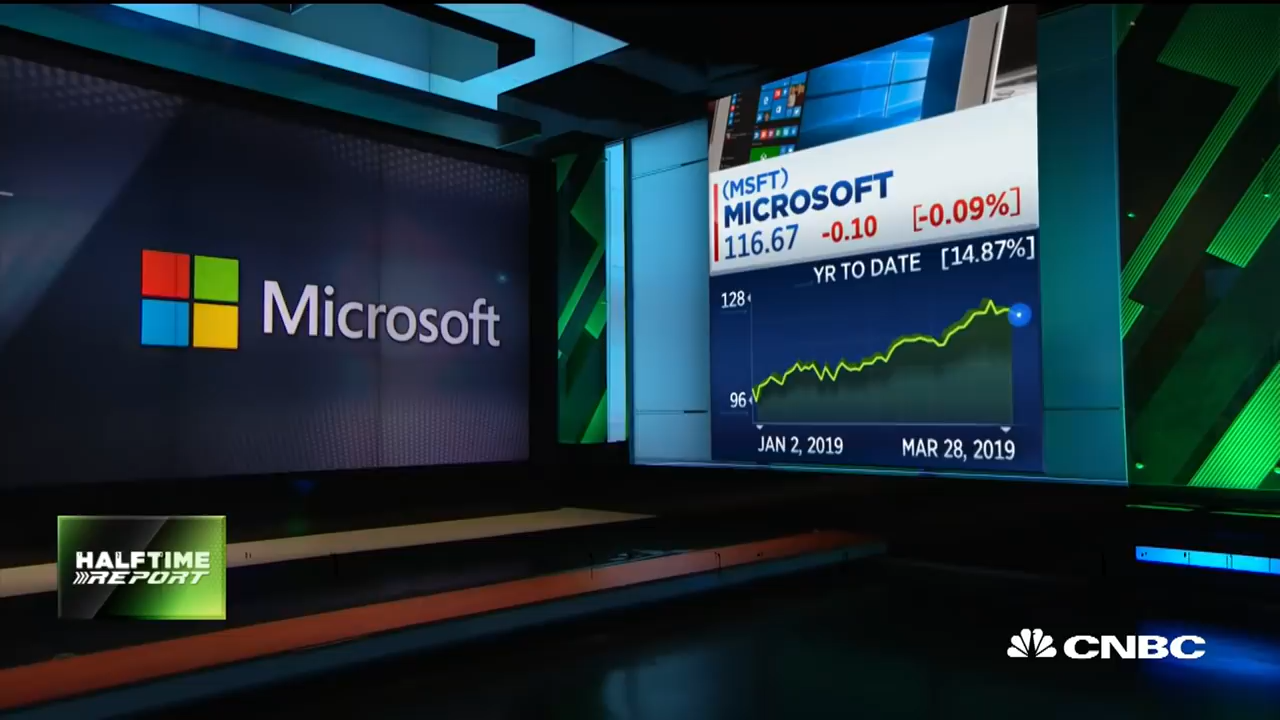 Microsoft
(MSFT)
MICROSOFT
116.67 -0.10 [-0.09%]
YR TO DATE [14.87%]
128
96
JAN 2, 2019 MAR 28, 2019
HALFTIME
REPORT
CNBC